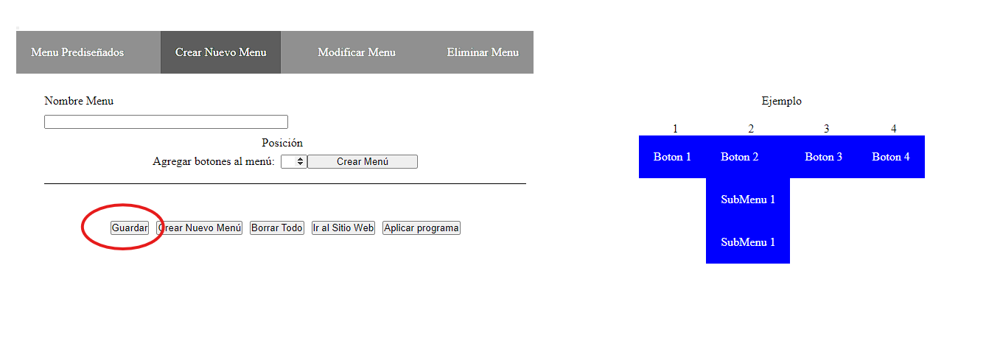 Menu Prediseñados Crear Nuevo Menu Modificar Menu Eliminar Menu
Nombre Menu
Posición
Agregar botones al menú: Crear Menú
Guardar Crear Nuevo Menú Borrar Todo Ir al Sitio Web Aplicar programa
Ejemplo
1 2 3 4
Boton 1 Boton 2 Boton 3 Boton 4
SubMenu 1
SubMenu 1